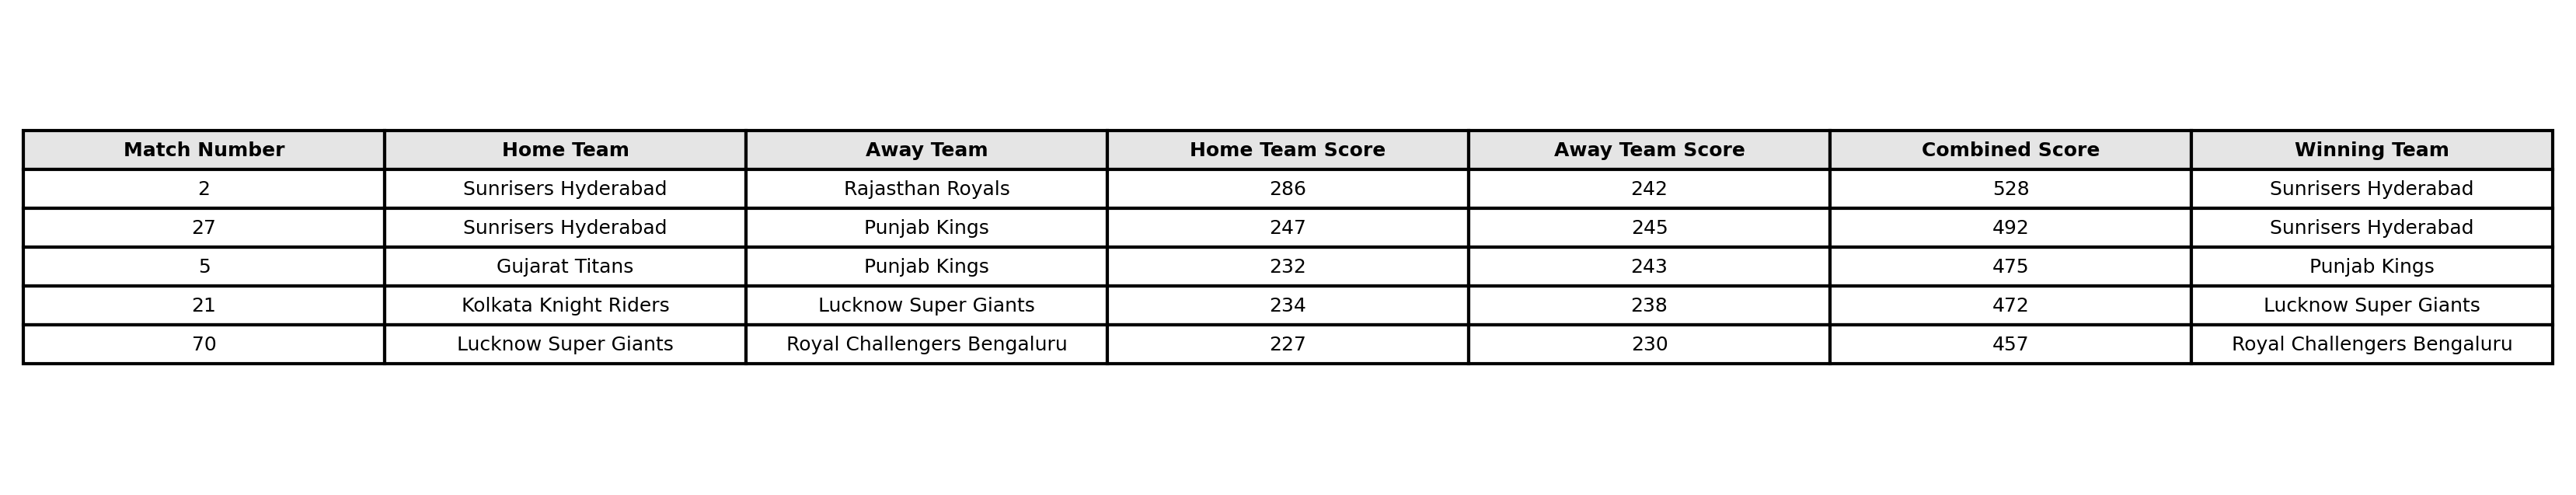 Match Number Home Team Away Team Home Team Score Away Team Score Combined Score Winning Team
2 Sunrisers Hyderabad Rajasthan Royals 286 242 528 Sunrisers Hyderabad
27 Sunrisers Hyderabad Punjab Kings 247 245 492 Sunrisers Hyderabad
5 Gujarat Titans Punjab Kings 232 243 475 Punjab Kings
21 Kolkata Knight Riders Lucknow Super Giants 234 238 472 Lucknow Super Giants
70 Lucknow Super Giants Royal Challengers Bengaluru 227 230 457 Royal Challengers Bengaluru